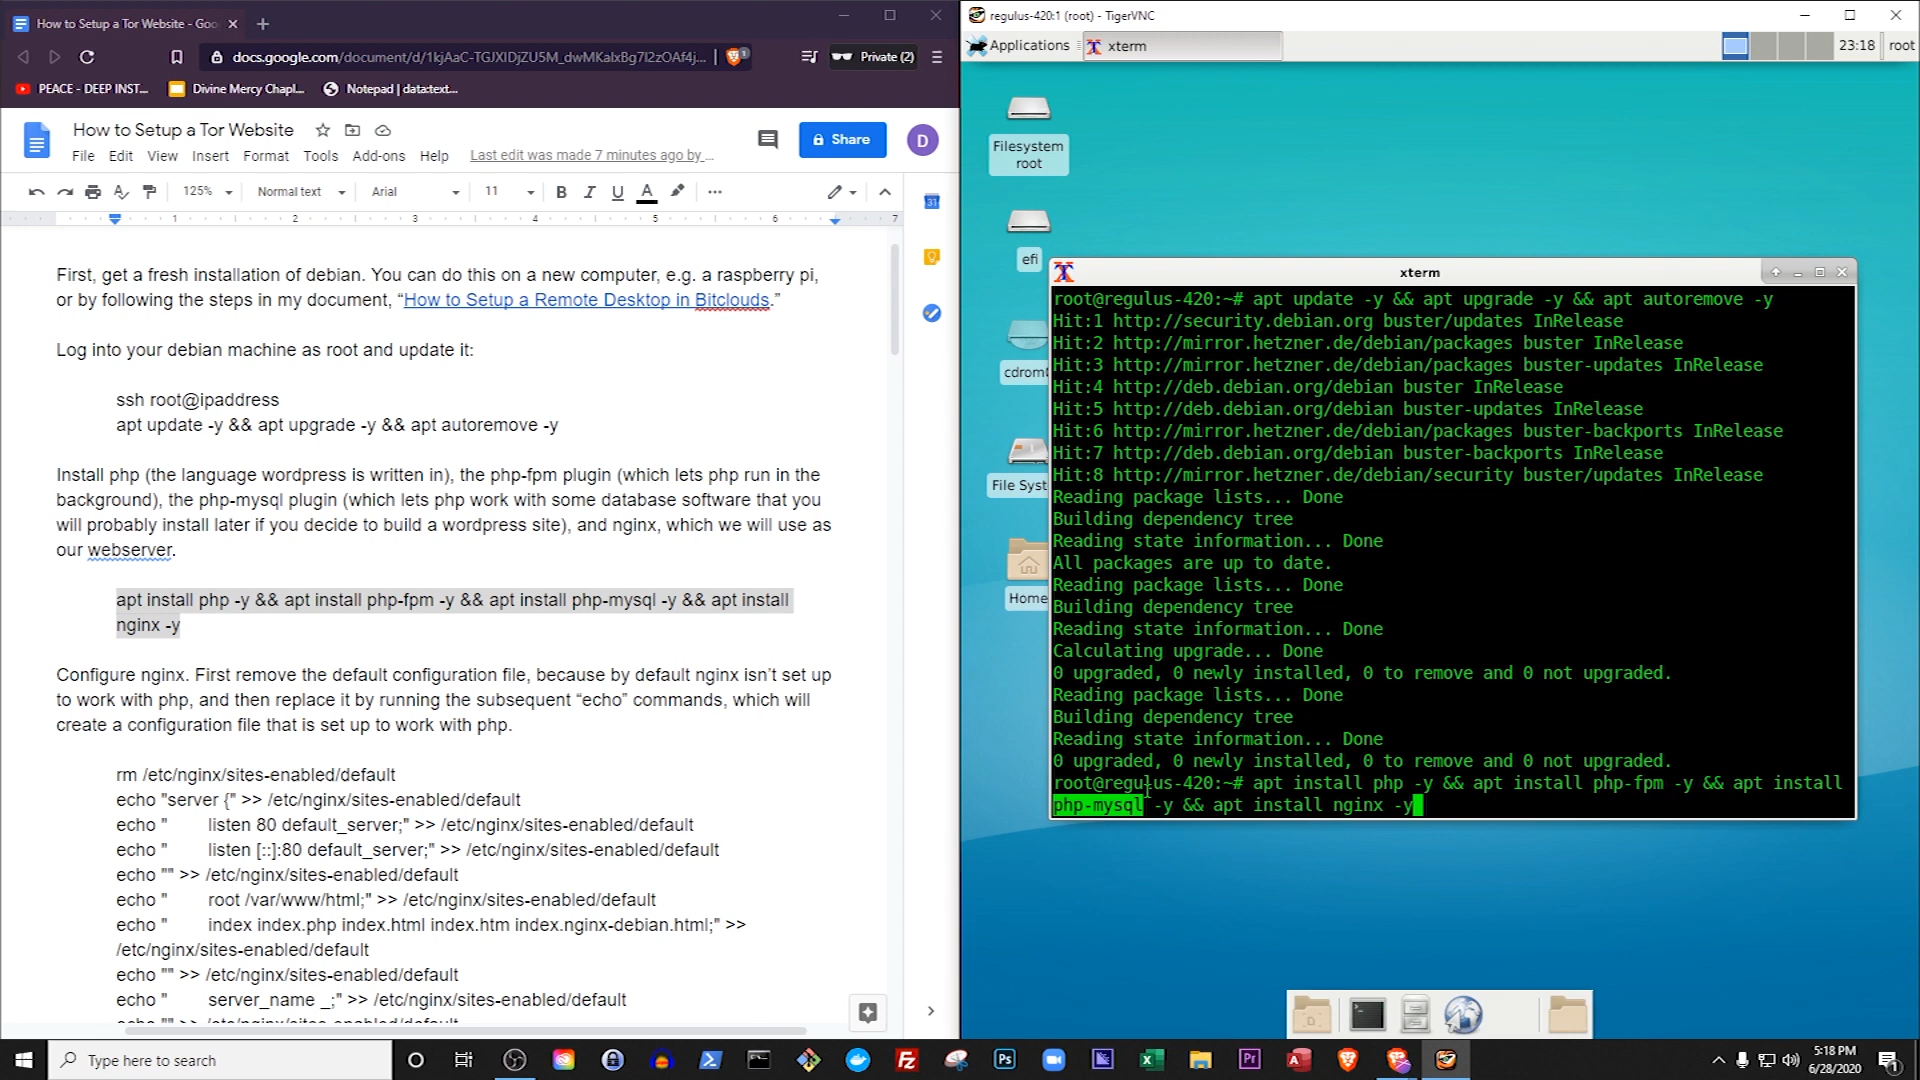 How to Setup a Tor Website - Goo
docs.google.com/document/d/1kjAaC-TGJXIDjZU5M_dwMKalxBg7I2zOAf4j...
1
Private (2)
PEACE - DEEP INST...
Divine Mercy Chapl...
Notepad | data:text...
How to Setup a Tor Website
Share
D
File Edit View Insert Format Tools Add-ons Help
Last edit was made 7 minutes ago by ...
125%
Normal text
Arial
11
B I U A
1 2 3 4 5 6 7
31
First, get a fresh installation of debian. You can do this on a new computer, e.g. a raspberry pi,
or by following the steps in my document, “How to Setup a Remote Desktop in Bitclouds.”
Log into your debian machine as root and update it:
ssh root@ipaddress
apt update -y && apt upgrade -y && apt autoremove -y
Install php (the language wordpress is written in), the php-fpm plugin (which lets php run in the
background), the php-mysql plugin (which lets php work with some database software that you
will probably install later if you decide to build a wordpress site), and nginx, which we will use as
our webserver.
apt install php -y && apt install php-fpm -y && apt install php-mysql -y && apt install
nginx -y
Configure nginx. First remove the default configuration file, because by default nginx isn’t set up
to work with php, and then replace it by running the subsequent “echo” commands, which will
create a configuration file that is set up to work with php.
rm /etc/nginx/sites-enabled/default
echo "server {" >> /etc/nginx/sites-enabled/default
echo "        listen 80 default_server;" >> /etc/nginx/sites-enabled/default
echo "        listen [::]:80 default_server;" >> /etc/nginx/sites-enabled/default
echo "" >> /etc/nginx/sites-enabled/default
echo "        root /var/www/html;" >> /etc/nginx/sites-enabled/default
echo "        index index.php index.html index.htm index.nginx-debian.html;" >>
/etc/nginx/sites-enabled/default
echo "" >> /etc/nginx/sites-enabled/default
echo "        server_name _;" >> /etc/nginx/sites-enabled/default
echo "" >> /etc/nginx/sites-enabled/default
regulus-420:1 (root) - TigerVNC
Applications
xterm
23:18
root
Filesystem
root
efi
cdrom
File Syst
Home
xterm
root@regulus-420:~# apt update -y && apt upgrade -y && apt autoremove -y
Hit:1 http://security.debian.org buster/updates InRelease
Hit:2 http://mirror.hetzner.de/debian/packages buster InRelease
Hit:3 http://mirror.hetzner.de/debian/packages buster-updates InRelease
Hit:4 http://deb.debian.org/debian buster InRelease
Hit:5 http://deb.debian.org/debian buster-updates InRelease
Hit:6 http://mirror.hetzner.de/debian/packages buster-backports InRelease
Hit:7 http://deb.debian.org/debian buster-backports InRelease
Hit:8 http://mirror.hetzner.de/debian/security buster/updates InRelease
Reading package lists... Done
Building dependency tree
Reading state information... Done
All packages are up to date.
Reading package lists... Done
Building dependency tree
Reading state information... Done
Calculating upgrade... Done
0 upgraded, 0 newly installed, 0 to remove and 0 not upgraded.
Reading package lists... Done
Building dependency tree
Reading state information... Done
0 upgraded, 0 newly installed, 0 to remove and 0 not upgraded.
root@regulus-420:~# apt install php -y && apt install php-fpm -y && apt install
php-mysql -y && apt install nginx -y
Type here to search
Ps
Pr
5:18 PM
6/28/2020
1